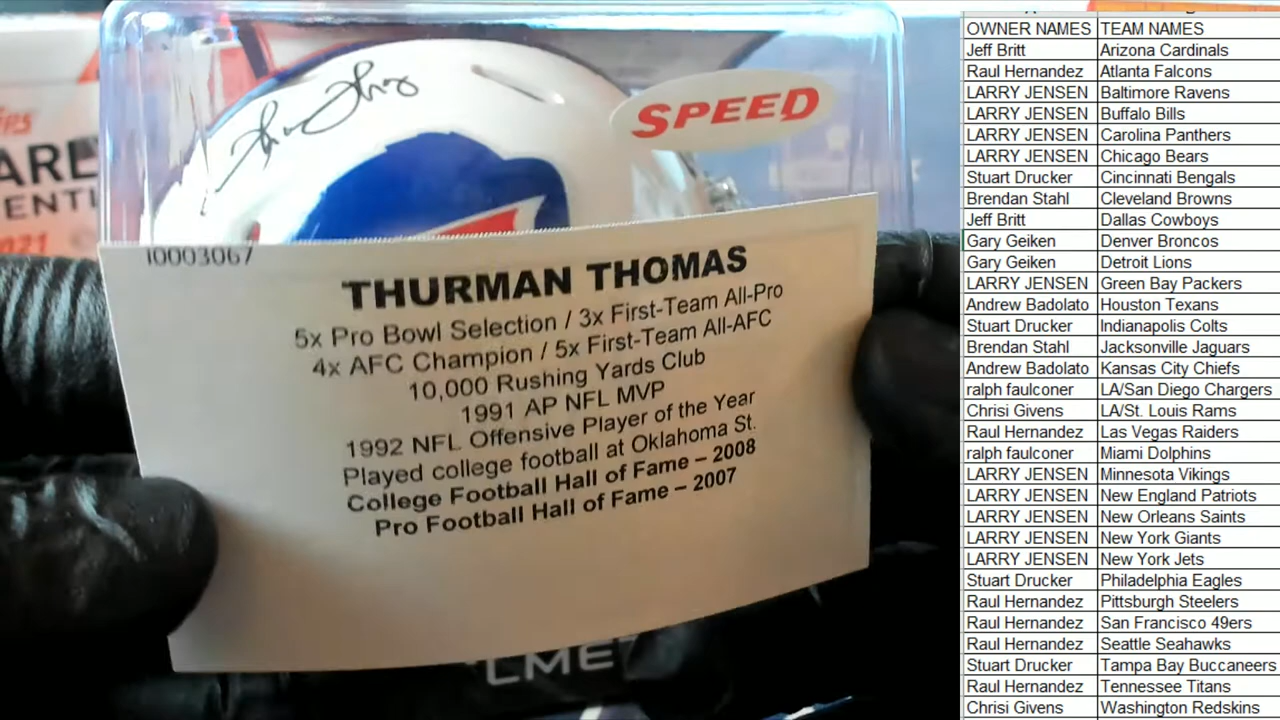 SPEED
ARL
ENTI
2021
I0003067
THURMAN THOMAS
5x Pro Bowl Selection / 3x First-Team All-Pro
4x AFC Champion / 5x First-Team All-AFC
10,000 Rushing Yards Club
1991 AP NFL MVP
1992 NFL Offensive Player of the Year
Played college football at Oklahoma St.
College Football Hall of Fame – 2008
Pro Football Hall of Fame – 2007
LME
OWNER NAMES TEAM NAMES
Jeff Britt Arizona Cardinals
Raul Hernandez Atlanta Falcons
LARRY JENSEN Baltimore Ravens
LARRY JENSEN Buffalo Bills
LARRY JENSEN Carolina Panthers
LARRY JENSEN Chicago Bears
Stuart Drucker Cincinnati Bengals
Brendan Stahl Cleveland Browns
Jeff Britt Dallas Cowboys
Gary Geiken Denver Broncos
Gary Geiken Detroit Lions
LARRY JENSEN Green Bay Packers
Andrew Badolato Houston Texans
Stuart Drucker Indianapolis Colts
Brendan Stahl Jacksonville Jaguars
Andrew Badolato Kansas City Chiefs
ralph faulconer LA/San Diego Chargers
Chrisi Givens LA/St. Louis Rams
Raul Hernandez Las Vegas Raiders
ralph faulconer Miami Dolphins
LARRY JENSEN Minnesota Vikings
LARRY JENSEN New England Patriots
LARRY JENSEN New Orleans Saints
LARRY JENSEN New York Giants
LARRY JENSEN New York Jets
Stuart Drucker Philadelphia Eagles
Raul Hernandez Pittsburgh Steelers
Raul Hernandez San Francisco 49ers
Raul Hernandez Seattle Seahawks
Stuart Drucker Tampa Bay Buccaneers
Raul Hernandez Tennessee Titans
Chrisi Givens Washington Redskins